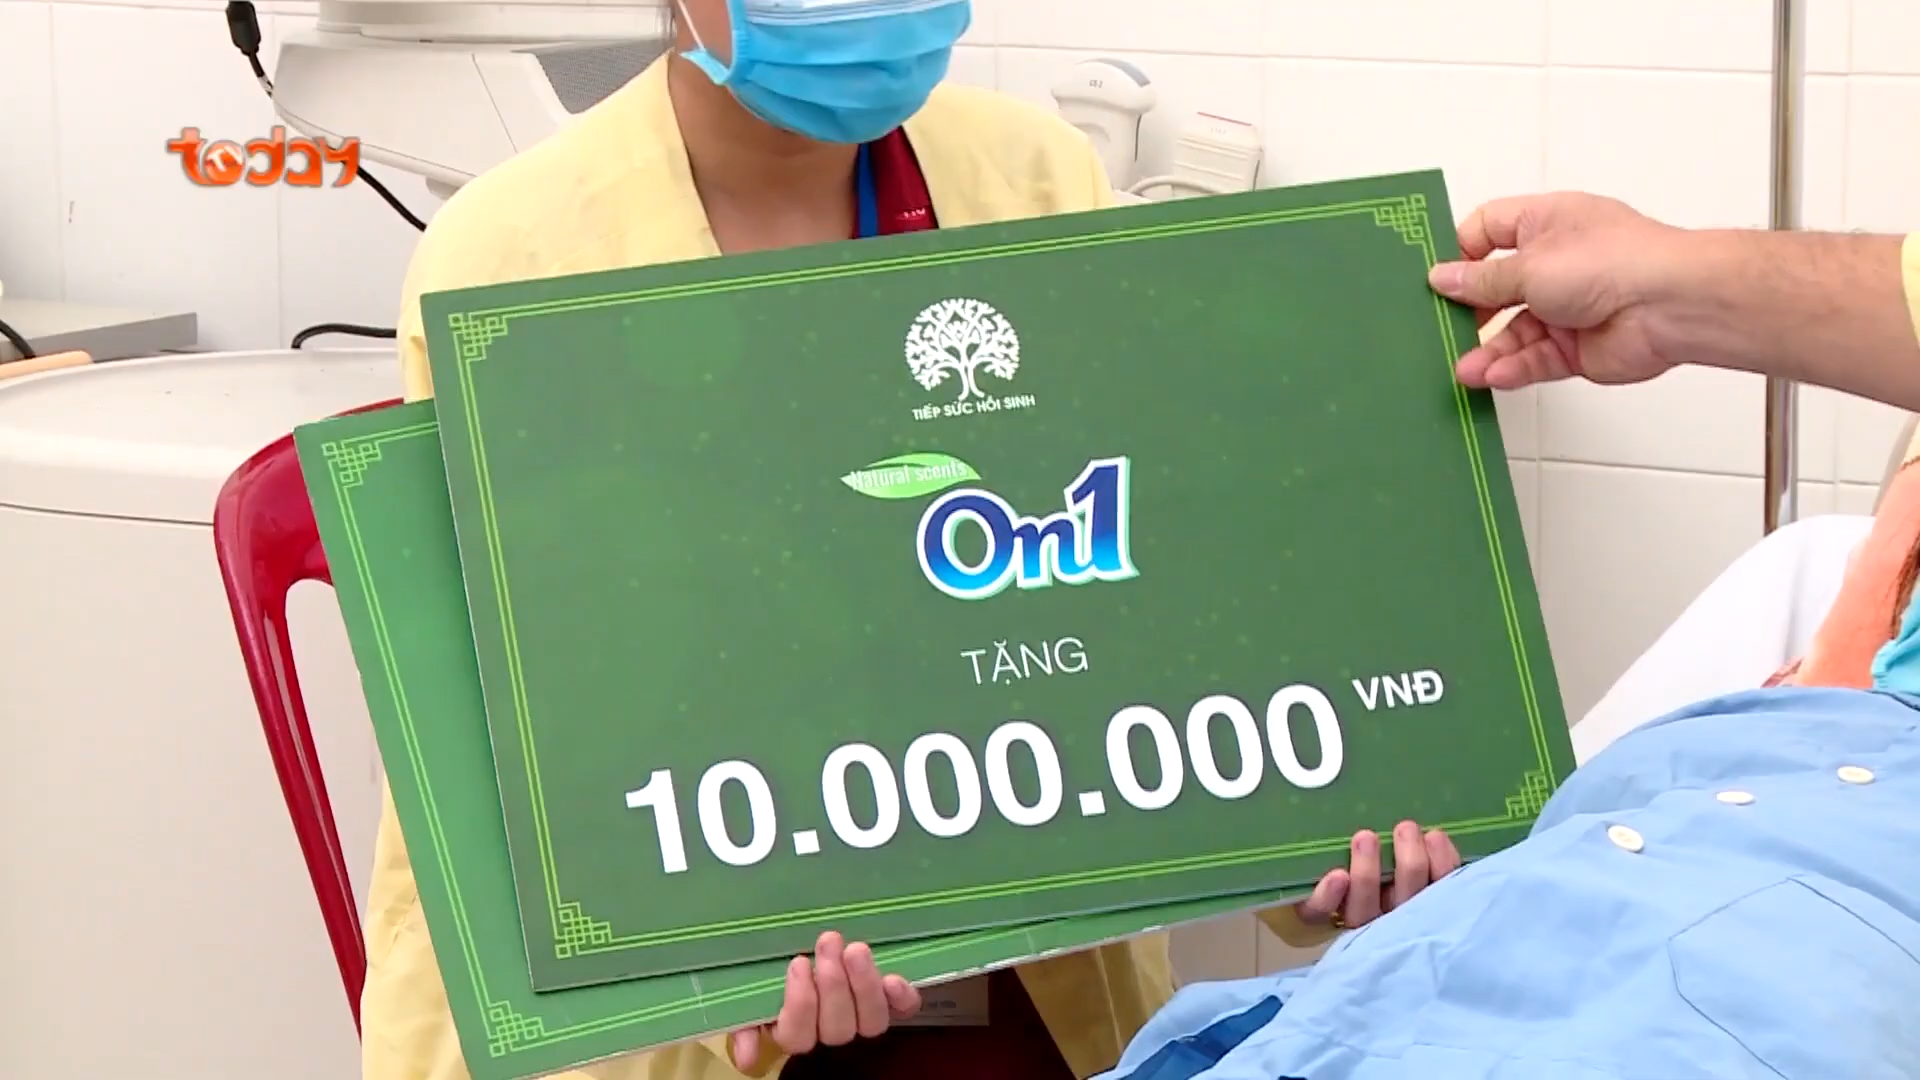 today
TIẾP SỨC HỒI SINH
Natural scents
On1
TẶNG
10.000.000 VNĐ